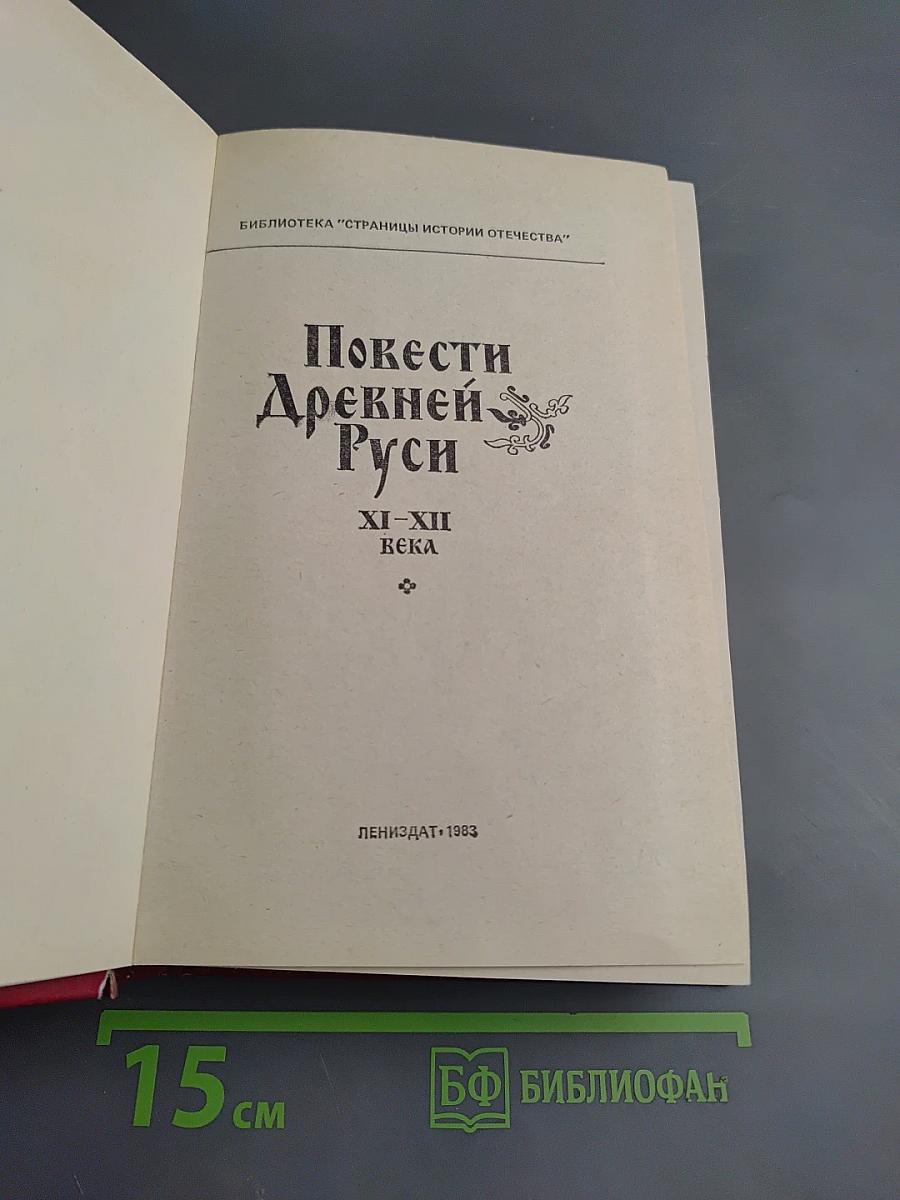 БИБЛИОТЕКА "СТРАНИЦЫ ИСТОРИИ ОТЕЧЕСТВА"
Повести
Древней
Руси
XI–XII
века
ЛЕНИЗДАТ•1983
15 см
БФ БИБЛИОФАН